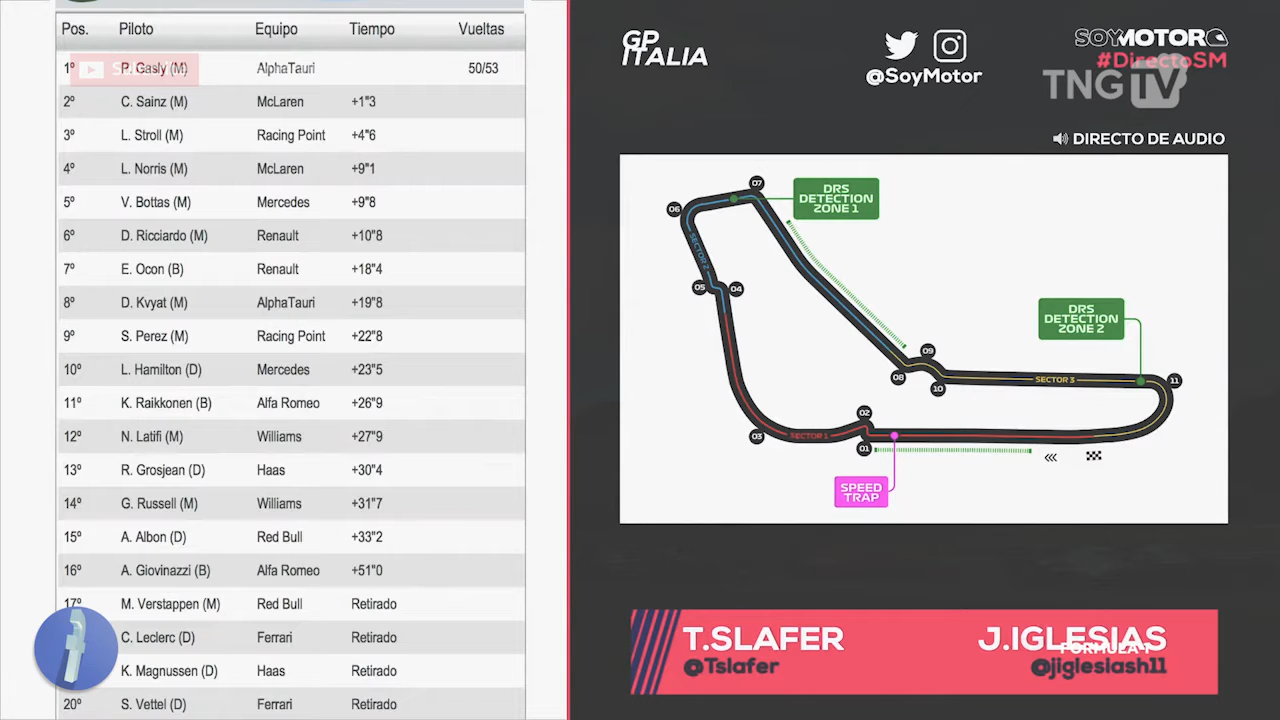 Pos. Piloto Equipo Tiempo Vueltas
1º P. Gasly (M) AlphaTauri 50/53
2º C. Sainz (M) McLaren +1"3
3º L. Stroll (M) Racing Point +4"6
4º L. Norris (M) McLaren +9"1
5º V. Bottas (M) Mercedes +9"8
6º D. Ricciardo (M) Renault +10"8
7º E. Ocon (B) Renault +18"4
8º D. Kvyat (M) AlphaTauri +19"8
9º S. Perez (M) Racing Point +22"8
10º L. Hamilton (D) Mercedes +23"5
11º K. Raikkonen (B) Alfa Romeo +26"9
12º N. Latifi (M) Williams +27"9
13º R. Grosjean (D) Haas +30"4
14º G. Russell (M) Williams +31"7
15º A. Albon (D) Red Bull +33"2
16º A. Giovinazzi (B) Alfa Romeo +51"0
17º M. Verstappen (M) Red Bull Retirado
C. Leclerc (D) Ferrari Retirado
K. Magnussen (D) Haas Retirado
20º S. Vettel (D) Ferrari Retirado
GP
ITALIA
@SoyMotor
SOYMOTOR
#DirectoSM
TNG TV
DIRECTO DE AUDIO
07
DRS
DETECTION
ZONE 1
06
SECTOR 2
05
04
DRS
DETECTION
ZONE 2
09
08
10
SECTOR 3
11
02
03
SECTOR 1
01
SPEED
TRAP
T.SLAFER
@Tslafer
J.IGLESIAS
FORMULA 1
@jiglesiash11